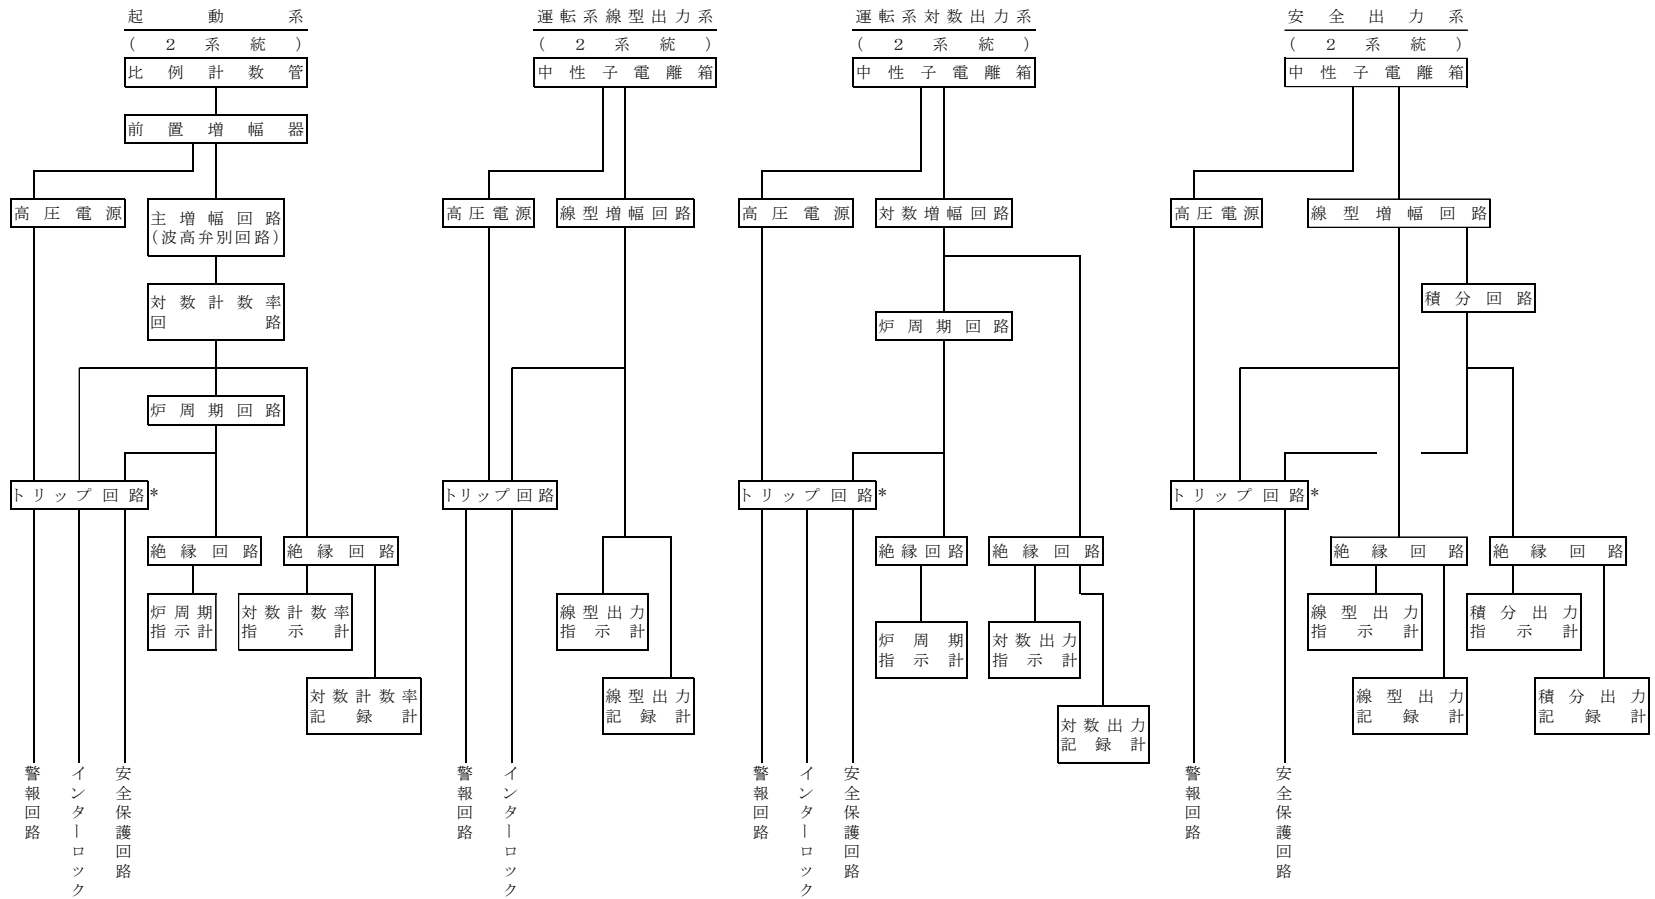 起動系
(2系統)
比例計数管
前置増幅器
高圧電源
主増幅回路
(波高弁別回路)
対数計数率
回路
炉周期回路
トリップ回路*
絶縁回路
絶縁回路
炉周期
指示計
対数計数率
指示計
対数計数率
記録計
警報回路
インターロック
安全保護回路
運転系線型出力系
(2系統)
中性子電離箱
高圧電源
線型増幅回路
トリップ回路
線型出力
指示計
線型出力
記録計
警報回路
インターロック
運転系対数出力系
(2系統)
中性子電離箱
高圧電源
対数増幅回路
炉周期回路
トリップ回路*
絶縁回路
絶縁回路
炉周期
指示計
対数出力
指示計
対数出力
記録計
警報回路
インターロック
安全保護回路
安全出力系
(2系統)
中性子電離箱
高圧電源
線型増幅回路
積分回路
トリップ回路*
絶縁回路
絶縁回路
線型出力
指示計
積分出力
指示計
線型出力
記録計
積分出力
記録計
警報回路
安全保護回路